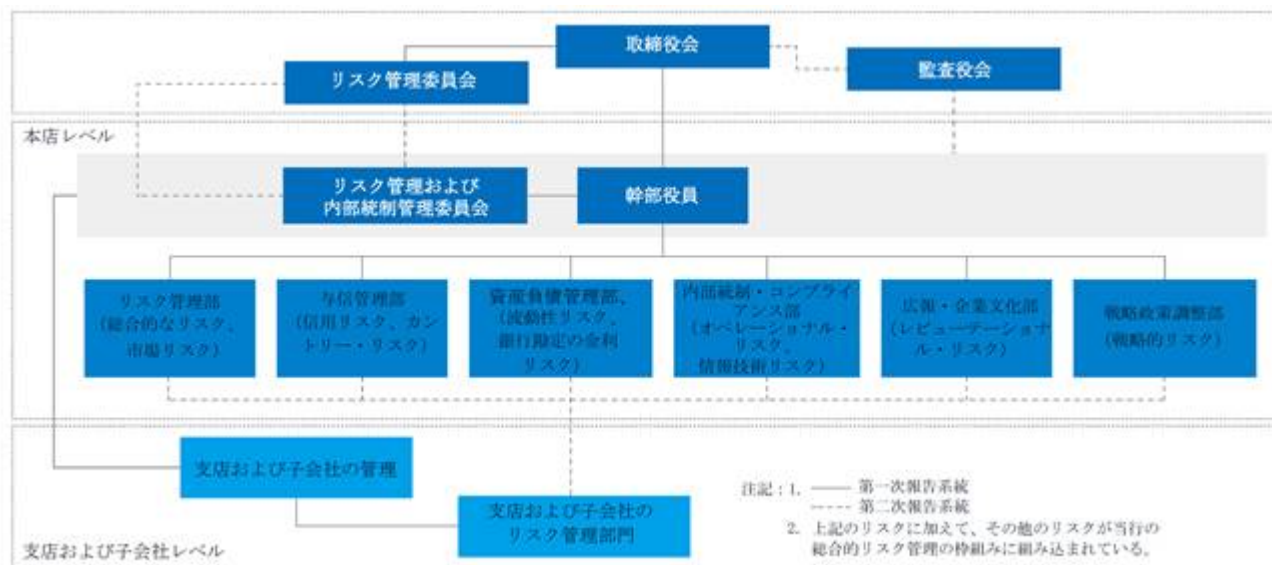 取締役会
監査役会
リスク管理委員会
本店レベル
リスク管理および
内部統制管理委員会
幹部役員
リスク管理部
(総合的なリスク、
市場リスク)
与信管理部
(信用リスク、カン
トリー・リスク)
資産負債管理部、
(流動性リスク、
銀行勘定の金利
リスク)
内部統制・コンプライ
アンス部
(オペレーショナル・
リスク、
情報技術リスク)
広報・企業文化部
(レピューテーショナ
ル・リスク)
戦略政策調整部
(戦略的リスク)
支店および子会社の管理
支店および子会社の
リスク管理部門
支店および子会社レベル
注記:1. 第一次報告系統
第二次報告系統
2. 上記のリスクに加えて、その他のリスクが当行の
総合的リスク管理の枠組みに組み込まれている。